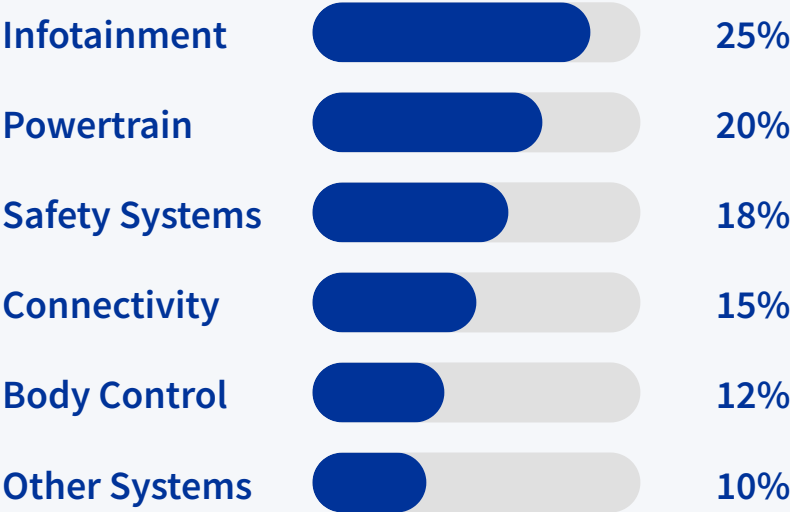 Infotainment 25%
Powertrain 20%
Safety Systems 18%
Connectivity 15%
Body Control 12%
Other Systems 10%